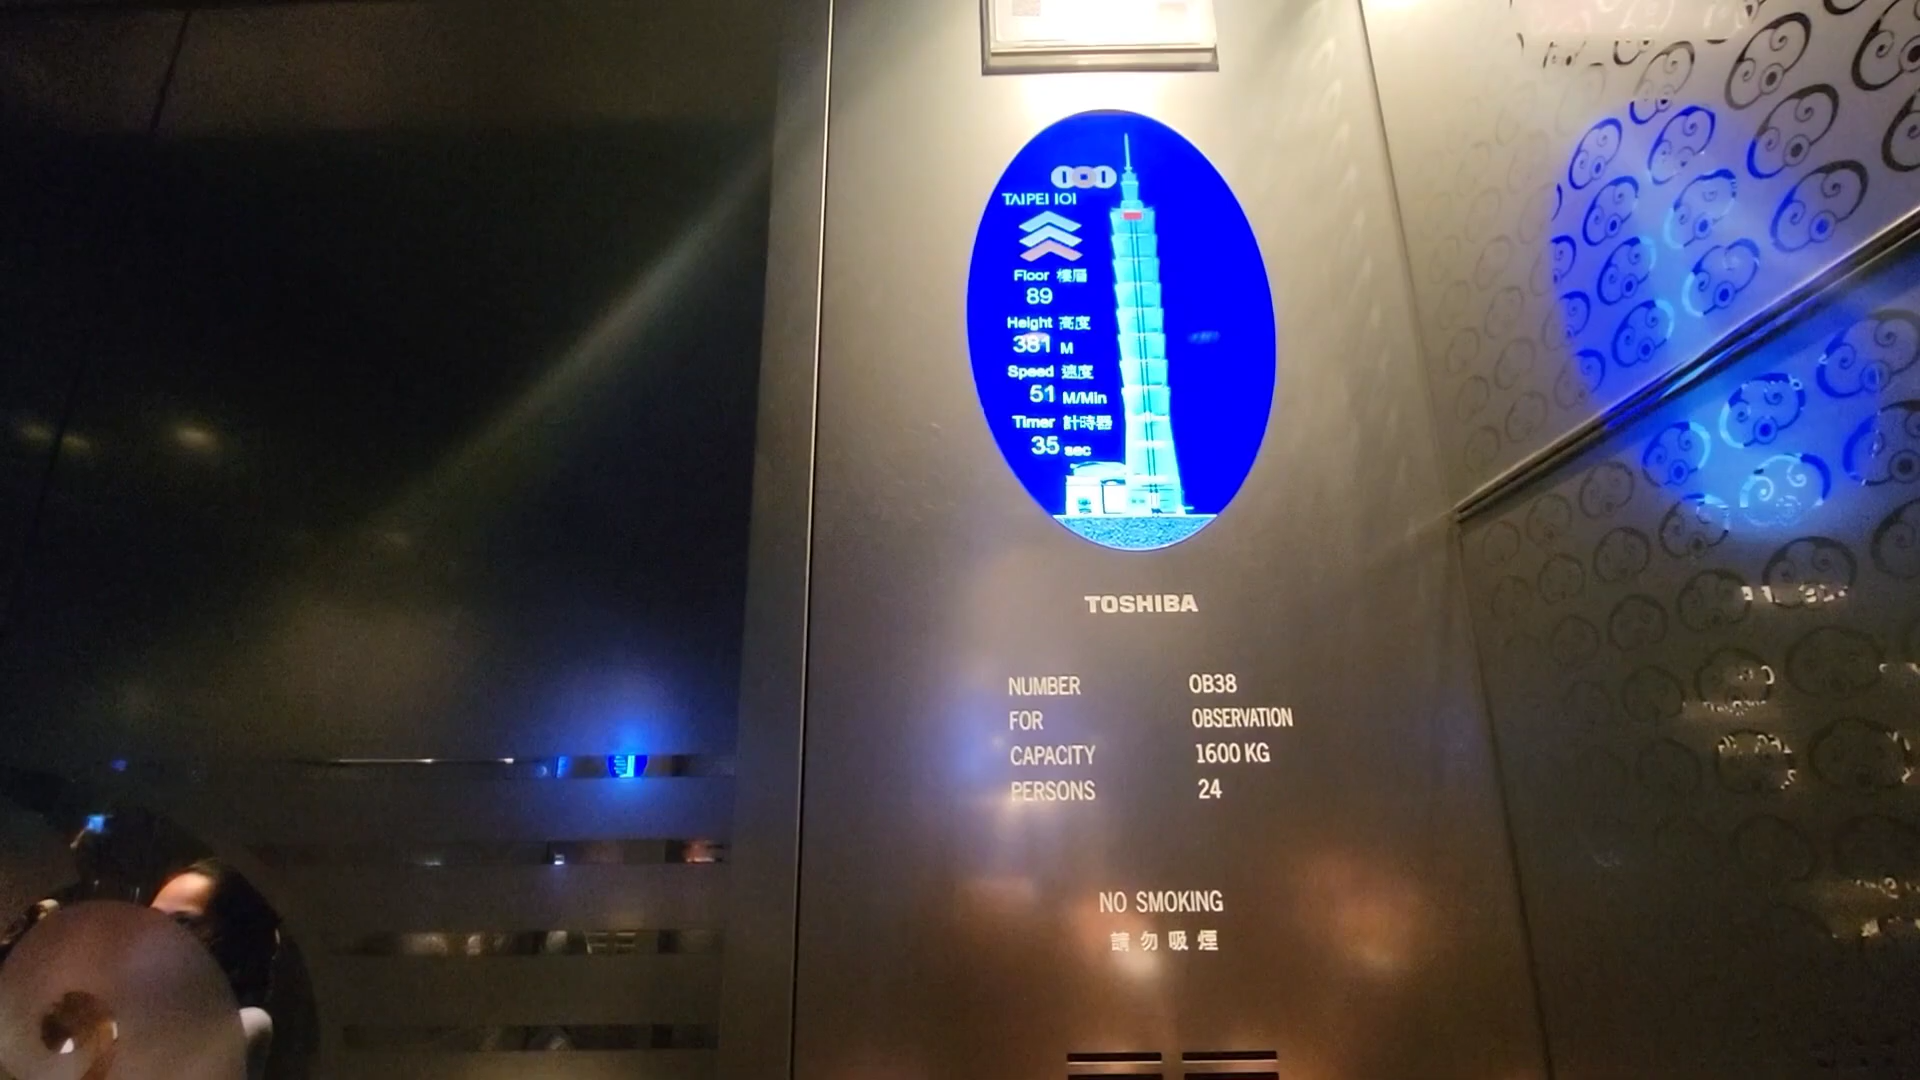 TAIPEI 101
Floor 樓層
89
Height 高度
381 M
Speed 速度
51 M/Min
Timer 計時器
35 sec
TOSHIBA
NUMBER OB38
FOR OBSERVATION
CAPACITY 1600 KG
PERSONS 24
NO SMOKING
請勿吸煙